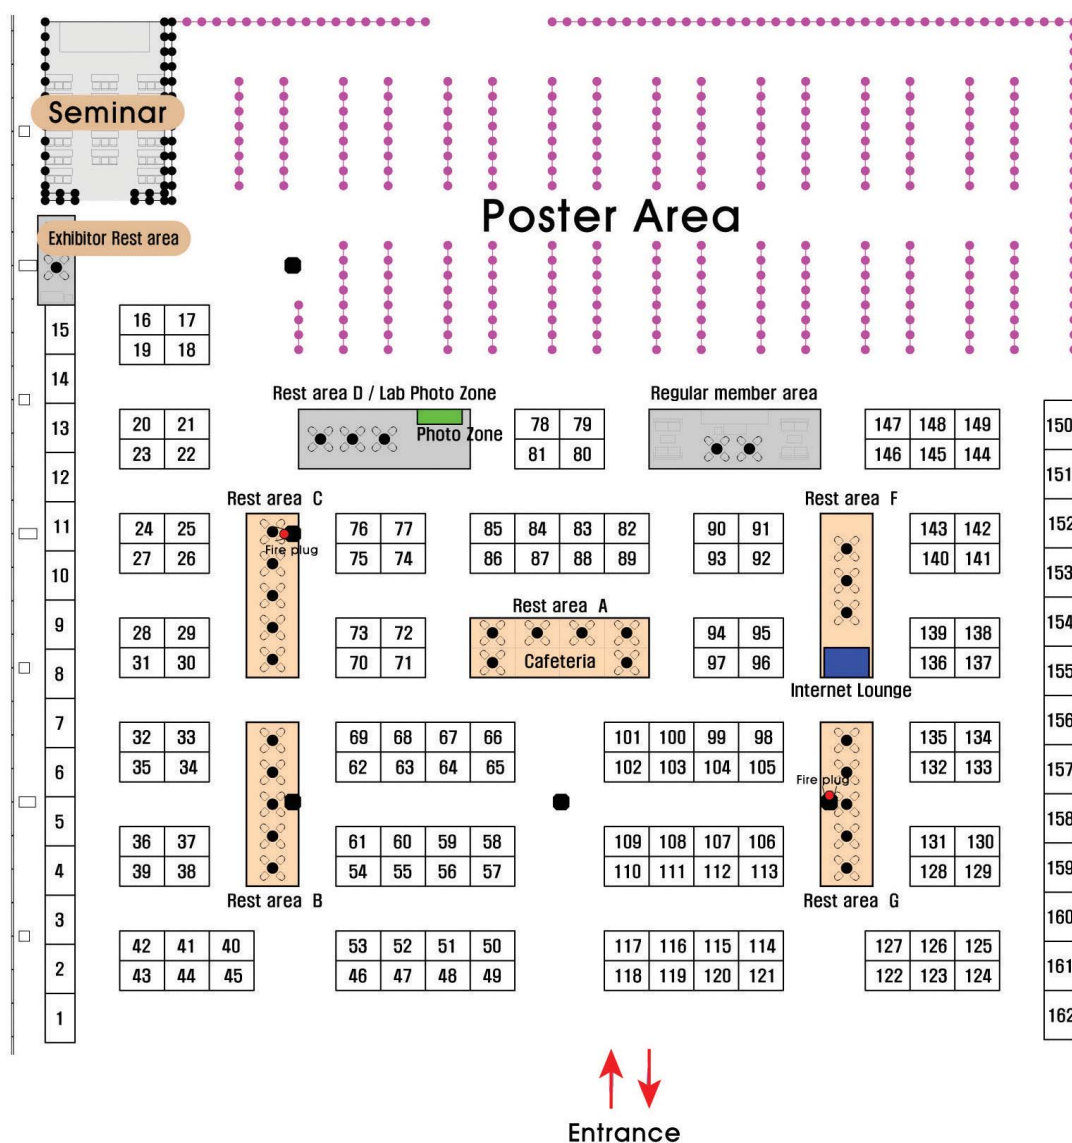 Seminar
Poster Area
Exhibitor Rest area
15
16 17
19 18
14
Rest area D / Lab Photo Zone
Regular member area
Photo Zone
13
20 21
23 22
78 79
81 80
147 148 149
146 145 144
150
12
151
Rest area C
Rest area F
11
24 25
27 26
Fire plug
76 77
75 74
85 84 83 82
86 87 88 89
90 91
93 92
143 142
140 141
152
10
153
Rest area A
9
28 29
31 30
73 72
70 71
Cafeteria
94 95
97 96
139 138
136 137
154
8
155
Internet Lounge
7
32 33
35 34
69 68 67 66
62 63 64 65
101 100 99 98
102 103 104 105
135 134
132 133
156
6
157
Fire plug
5
158
36 37
39 38
61 60 59 58
54 55 56 57
109 108 107 106
110 111 112 113
131 130
128 129
4
159
Rest area B
Rest area G
3
160
42 41 40
43 44 45
53 52 51 50
46 47 48 49
117 116 115 114
118 119 120 121
127 126 125
122 123 124
2
161
1
162
Entrance